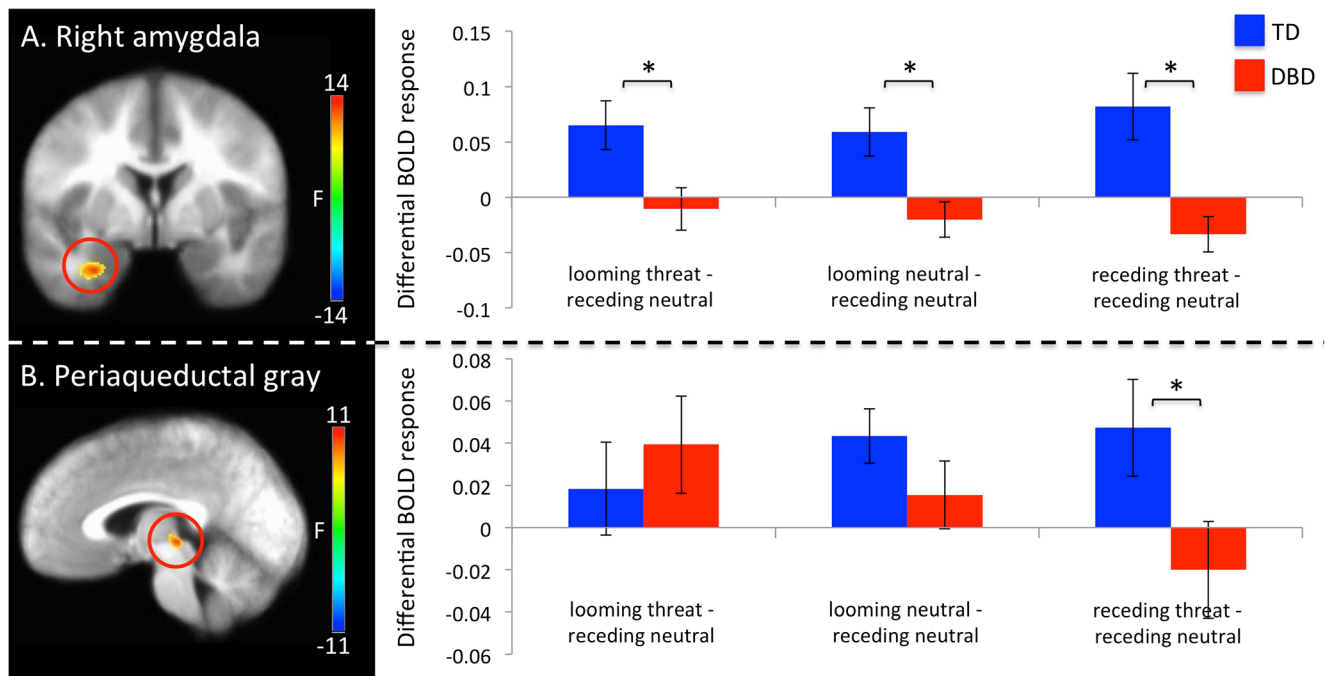 A. Right amygdala
14
F
-14
Differential BOLD response
0.15
0.1
0.05
0
-0.05
-0.1
*
*
*
TD
DBD
looming threat -
receding neutral
looming neutral -
receding neutral
receding threat -
receding neutral
B. Periaqueductal gray
11
F
-11
Differential BOLD response
0.08
0.06
0.04
0.02
0
-0.02
-0.04
-0.06
*
looming threat -
receding neutral
looming neutral -
receding neutral
receding threat -
receding neutral